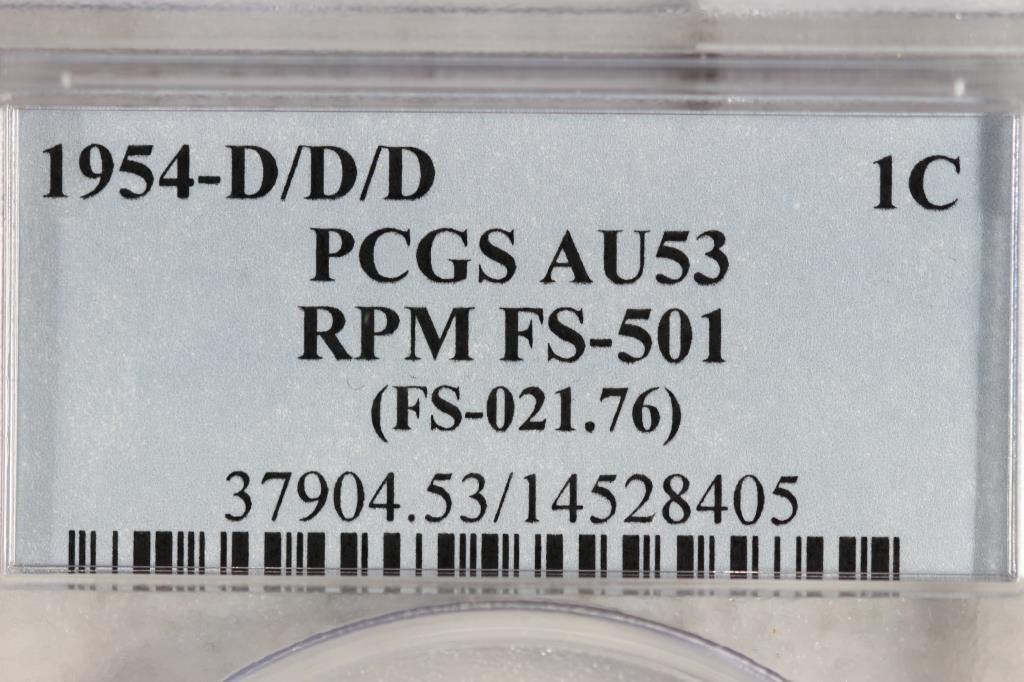 1954-D/D/D 1C
PCGS AU53
RPM FS-501
(FS-021.76)
37904.53/14528405